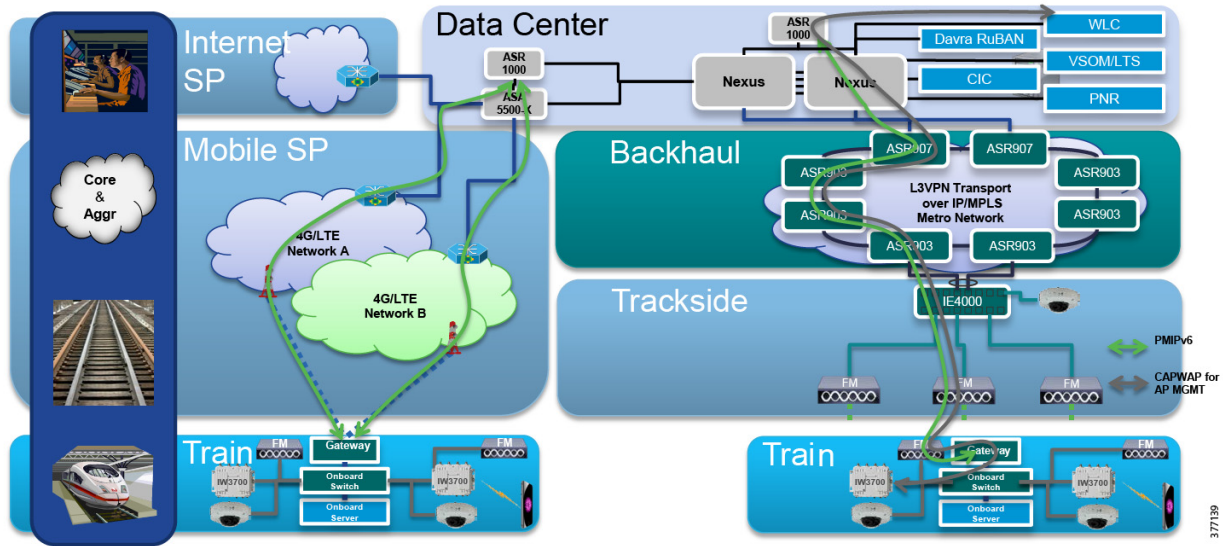 Internet
SP
Data Center
ASR
1000
ASA
5500-X
Nexus
Nexus
ASR
1000
Davra RuBAN
CIC
WLC
VSOM/LTS
PNR
Mobile SP
4G/LTE
Network A
4G/LTE
Network B
Core
&
Aggr
Backhaul
ASR907
ASR907
ASR903
ASR903
ASR903
ASR903
ASR903
ASR903
L3VPN Transport
over IP/MPLS
Metro Network
Trackside
IE4000
FM
FM
FM
PMIPv6
CAPWAP for
AP MGMT
Train
FM
Gateway
FM
IW3700
Onboard
Switch
IW3700
Onboard
Server
Train
FM
Gateway
FM
IW3700
Onboard
Switch
IW3700
Onboard
Server
377139